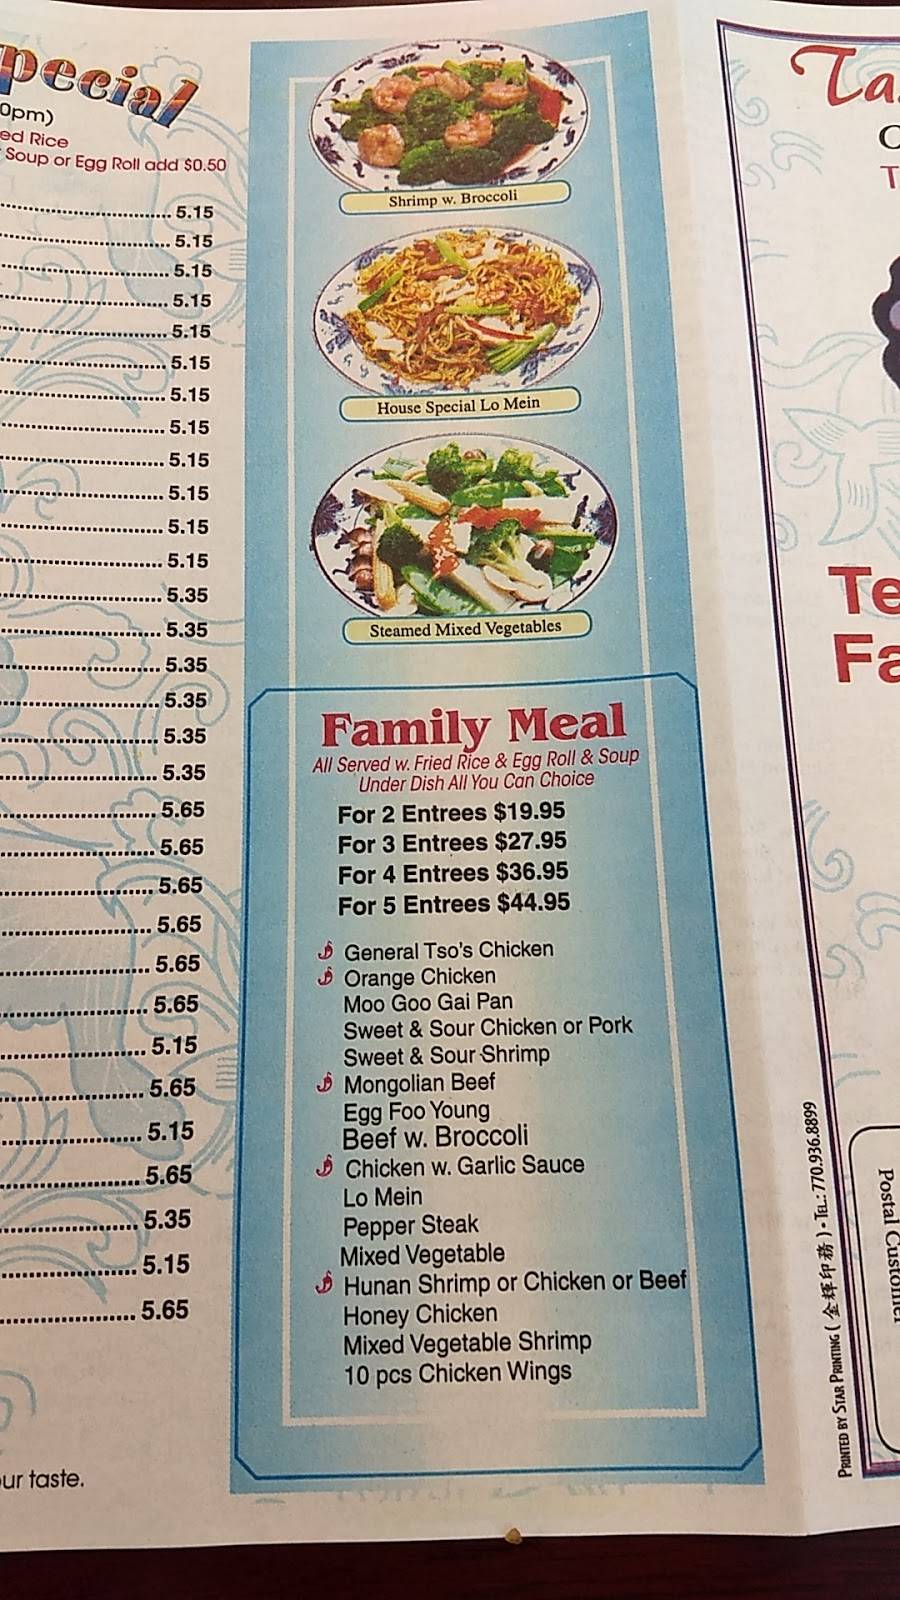 pecial
0pm)
ed Rice
Soup or Egg Roll add $0.50
5.15
5.15
5.15
5.15
5.15
5.15
5.15
5.15
5.15
5.15
5.15
5.15
5.35
5.35
5.35
5.35
5.35
5.35
5.65
5.65
5.65
5.65
5.65
5.65
5.15
5.65
5.15
5.65
5.35
5.15
5.65
ur taste.
Shrimp w. Broccoli
House Special Lo Mein
Steamed Mixed Vegetables
Family Meal
All Served w. Fried Rice & Egg Roll & Soup
Under Dish All You Can Choice
For 2 Entrees $19.95
For 3 Entrees $27.95
For 4 Entrees $36.95
For 5 Entrees $44.95
General Tso's Chicken
Orange Chicken
Moo Goo Gai Pan
Sweet & Sour Chicken or Pork
Sweet & Sour Shrimp
Mongolian Beef
Egg Foo Young
Beef w. Broccoli
Chicken w. Garlic Sauce
Lo Mein
Pepper Steak
Mixed Vegetable
Hunan Shrimp or Chicken or Beef
Honey Chicken
Mixed Vegetable Shrimp
10 pcs Chicken Wings
PRINTED BY STAR PRINTING (金輝印務) • TEL: 770.936.8899
Ta
T
Te
Fa
Postal Customer